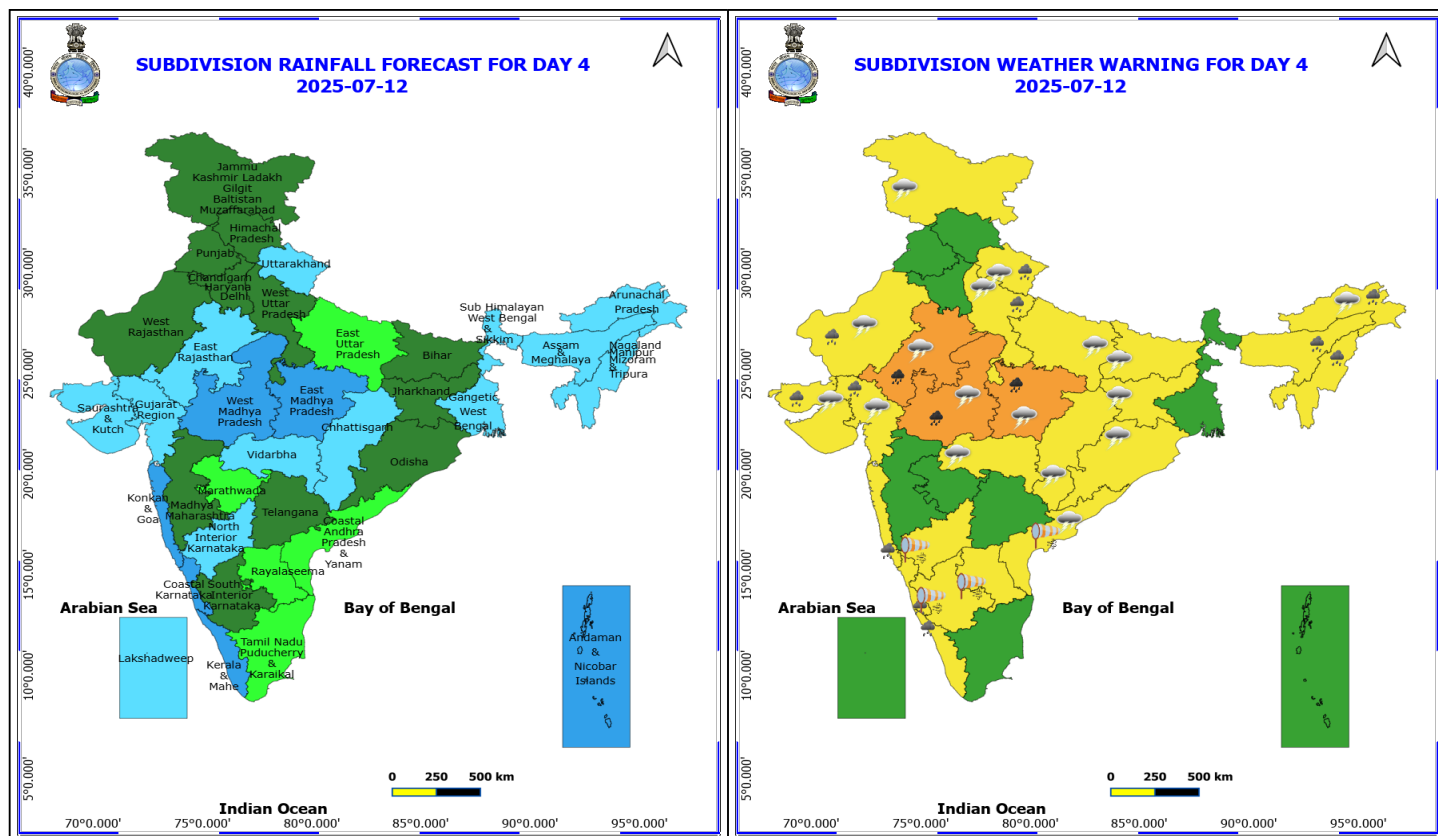 SUBDIVISION RAINFALL FORECAST FOR DAY 4
2025-07-12
40°0.000'
35°0.000'
30°0.000'
25°0.000'
20°0.000'
15°0.000'
10°0.000'
5°0.000'
Jammu
Kashmir Ladakh
Gilgit
Baltistan
Muzaffarabad
Himachal
Pradesh
Punjab
Uttarakhand
Chandigarh
Haryana
Delhi
West
Uttar
Pradesh
West
Rajasthan
East
Rajasthan
East
Uttar
Pradesh
Bihar
Sub Himalayan
West Bengal
&
Sikkim
Arunachal
Pradesh
Assam
&
Meghalaya
Nagaland
Manipur
Mizoram
&
Tripura
Saurashtra
&
Kutch
Gujarat
Region
West
Madhya
Pradesh
East
Madhya
Pradesh
Jharkhand
Gangetic
West
Bengal
Chhattisgarh
Vidarbha
Odisha
Konkan
&
Goa
Madhya
Maharashtra
Marathwada
Telangana
North
Interior
Karnataka
Coastal
Andhra
Pradesh
&
Yanam
Rayalaseema
Coastal
Karnataka
South
Interior
Karnataka
Arabian Sea
Bay of Bengal
Lakshadweep
Tamil Nadu
Puducherry
&
Karaikal
Kerala
&
Mahe
Andaman
&
Nicobar
Islands
0 250 500 km
Indian Ocean
70°0.000' 75°0.000' 80°0.000' 85°0.000' 90°0.000' 95°0.000'
SUBDIVISION WEATHER WARNING FOR DAY 4
2025-07-12
40°0.000'
35°0.000'
30°0.000'
25°0.000'
20°0.000'
15°0.000'
10°0.000'
5°0.000'
Arabian Sea
Bay of Bengal
0 250 500 km
Indian Ocean
70°0.000' 75°0.000' 80°0.000' 85°0.000' 90°0.000' 95°0.000'